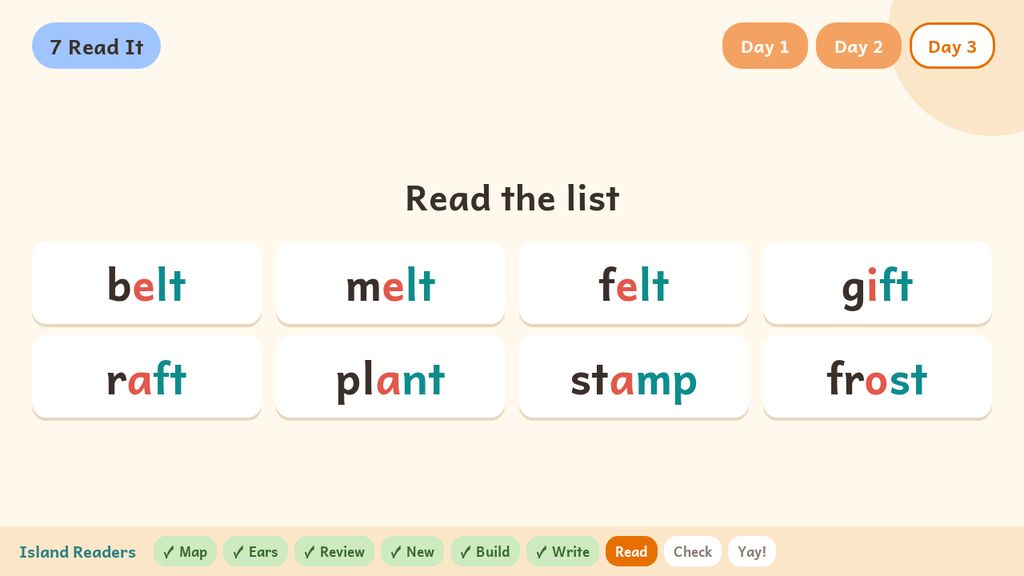 7 Read It
Day 1 Day 2 Day 3
Read the list
belt melt felt gift
raft plant stamp frost
Island Readers ✓ Map ✓ Ears ✓ Review ✓ New ✓ Build ✓ Write Read Check Yay!